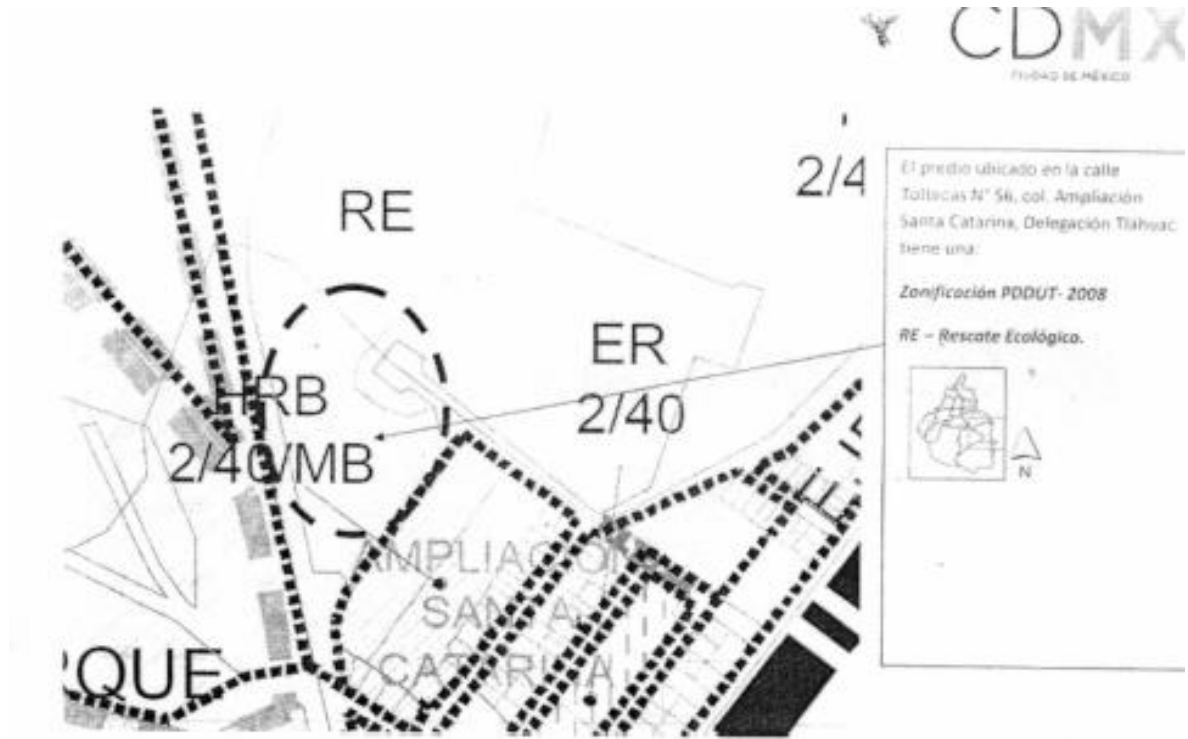 CDMX
CIUDAD DE MÉXICO
RE
2/4
El predio ubicado en la calle
Toltecas N° 56, col. Ampliación
Santa Catarina, Delegación Tláhuac
tiene una:
Zonificación PDDUT- 2008
RE – Rescate Ecológico.
N
ER
2/40
HRB
2/40/MB
AMPLIACION
SANTA
CATARINA
RQUE